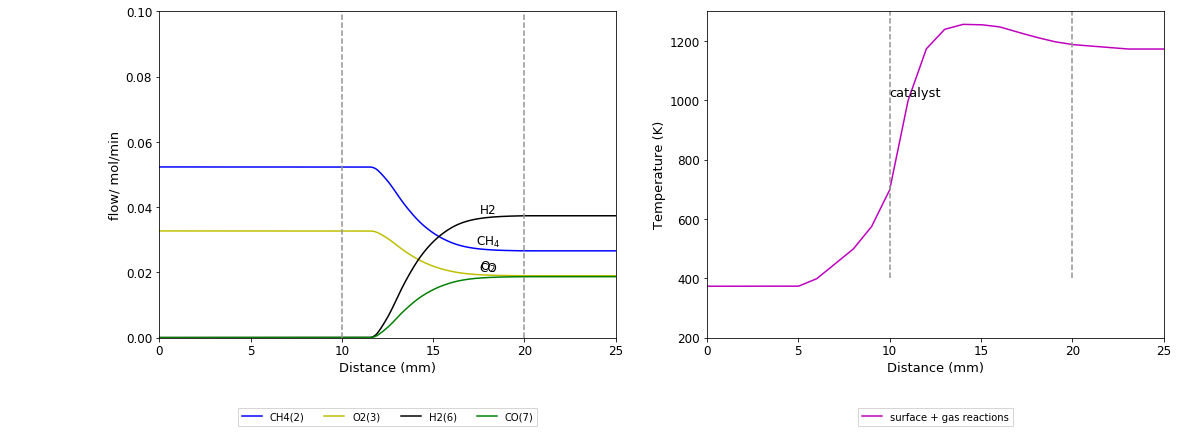 0.10
0.08
0.06
0.04
0.02
0.00
flow/ mol/min
H2
CH4
O2
CO
0
5
10
15
20
25
Distance (mm)
CH4(2)
O2(3)
H2(6)
CO(7)
1200
1000
800
600
400
200
Temperature (K)
catalyst
0
5
10
15
20
25
Distance (mm)
surface + gas reactions